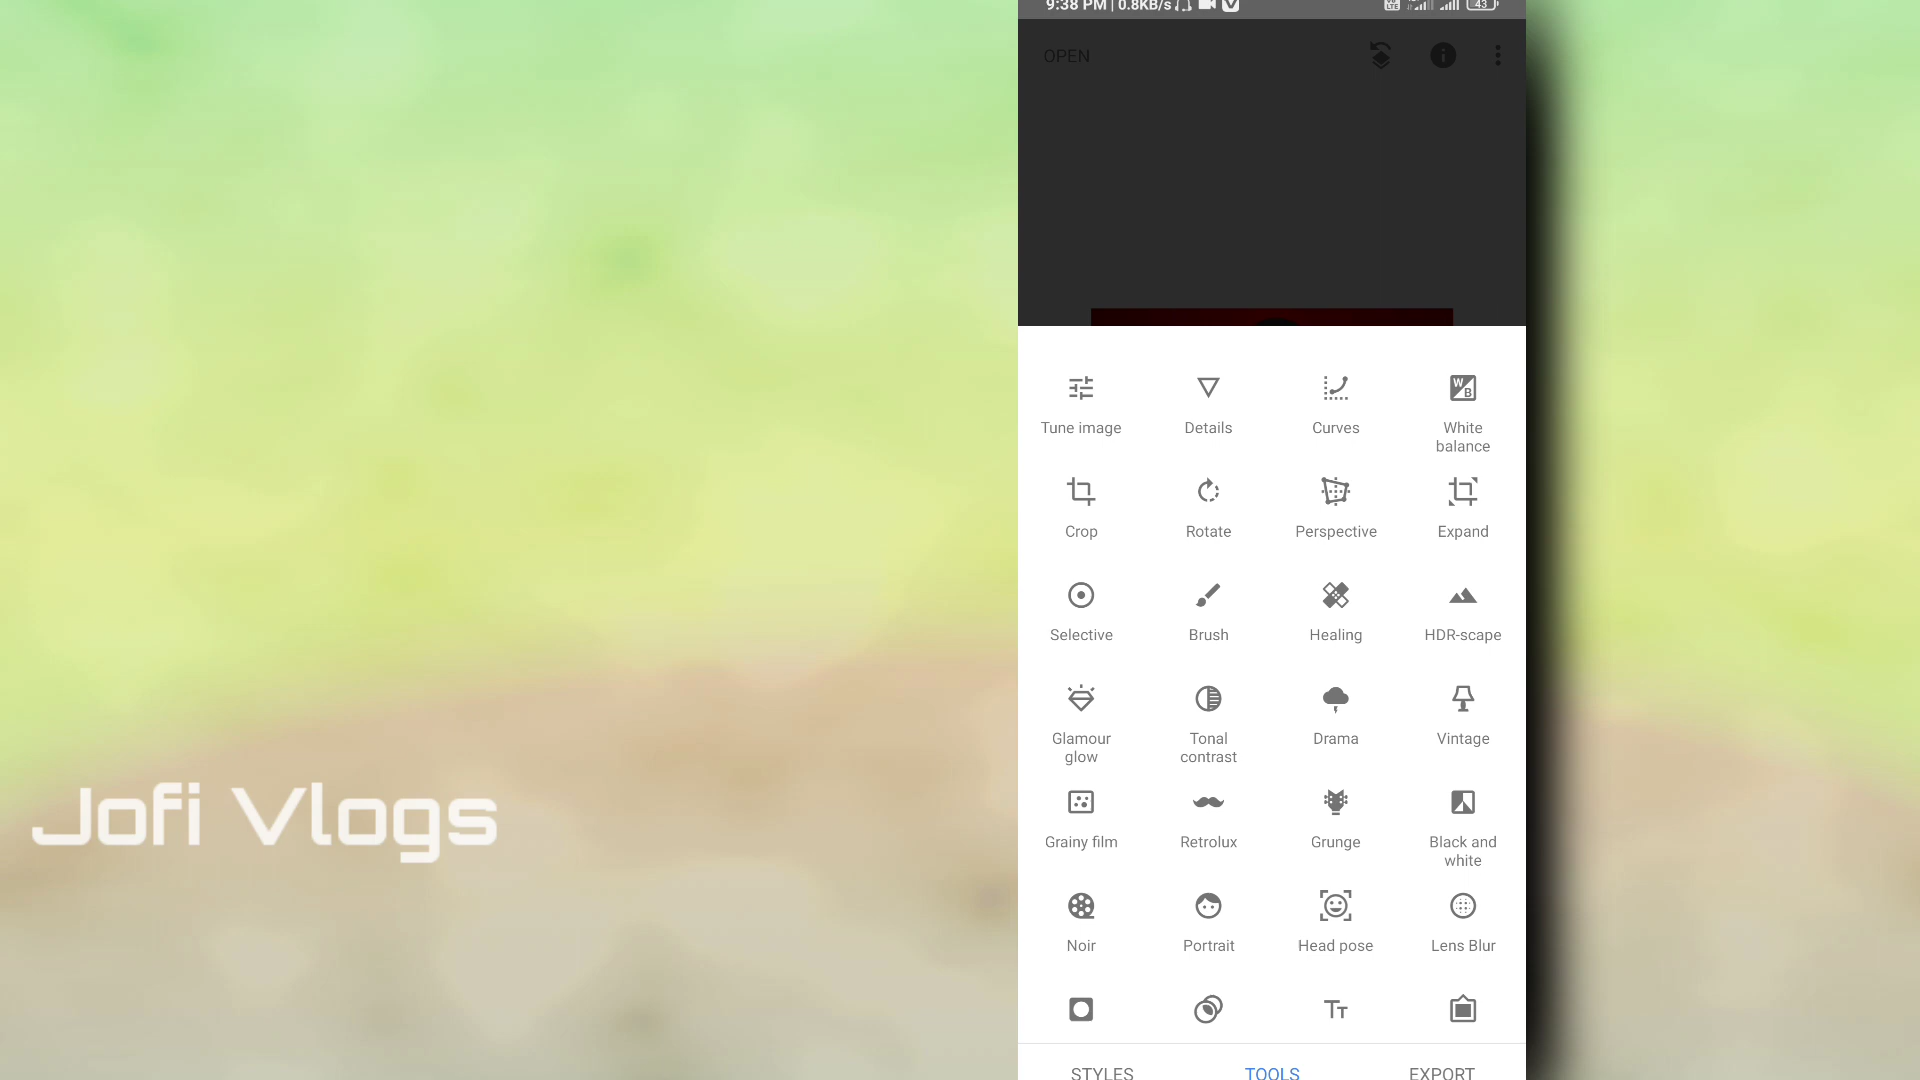 9:38 PM | 0.8KB/s
43
OPEN
Tune image
Details
Curves
White
balance
Crop
Rotate
Perspective
Expand
Selective
Brush
Healing
HDR-scape
Glamour
glow
Tonal
contrast
Drama
Vintage
Grainy film
Retrolux
Grunge
Black and
white
Noir
Portrait
Head pose
Lens Blur
Jofi Vlogs
STYLES
TOOLS
EXPORT